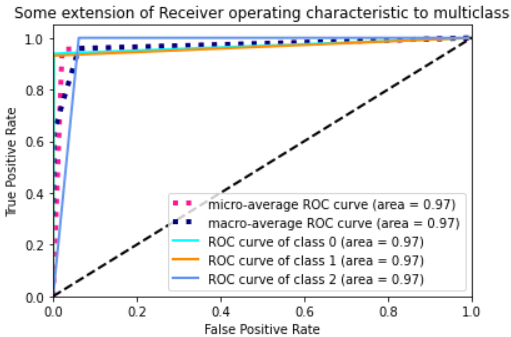 Some extension of Receiver operating characteristic to multiclass
1.0
0.8
0.6
0.4
0.2
0.0
True Positive Rate
micro-average ROC curve (area = 0.97)
macro-average ROC curve (area = 0.97)
ROC curve of class 0 (area = 0.97)
ROC curve of class 1 (area = 0.97)
ROC curve of class 2 (area = 0.97)
0.0 0.2 0.4 0.6 0.8 1.0
False Positive Rate